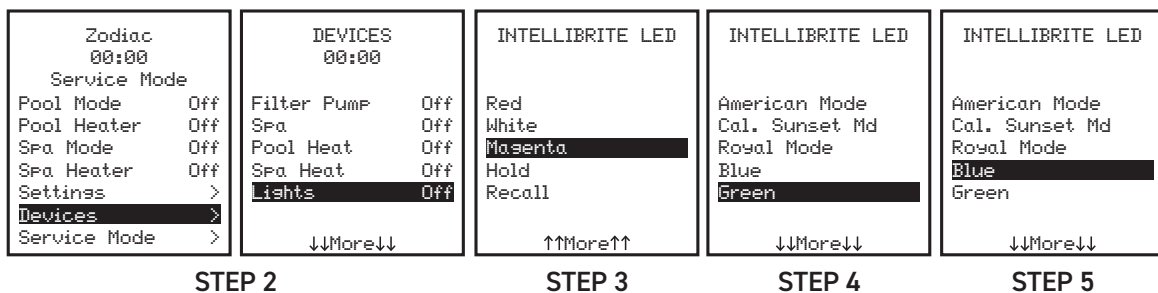 Zodiac
00:00
Service Mode
Pool Mode Off
Pool Heater Off
Spa Mode Off
Spa Heater Off
Settings >
Devices >
Service Mode >
DEVICES
00:00
Filter Pump Off
Spa Off
Pool Heat Off
Spa Heat Off
Lights Off
↓↓More↓↓
STEP 2
INTELLIBRITE LED
Red
White
Magenta
Hold
Recall
↑↑More↑↑
STEP 3
INTELLIBRITE LED
American Mode
Cal. Sunset Md
Royal Mode
Blue
Green
↓↓More↓↓
STEP 4
INTELLIBRITE LED
American Mode
Cal. Sunset Md
Royal Mode
Blue
Green
↓↓More↓↓
STEP 5